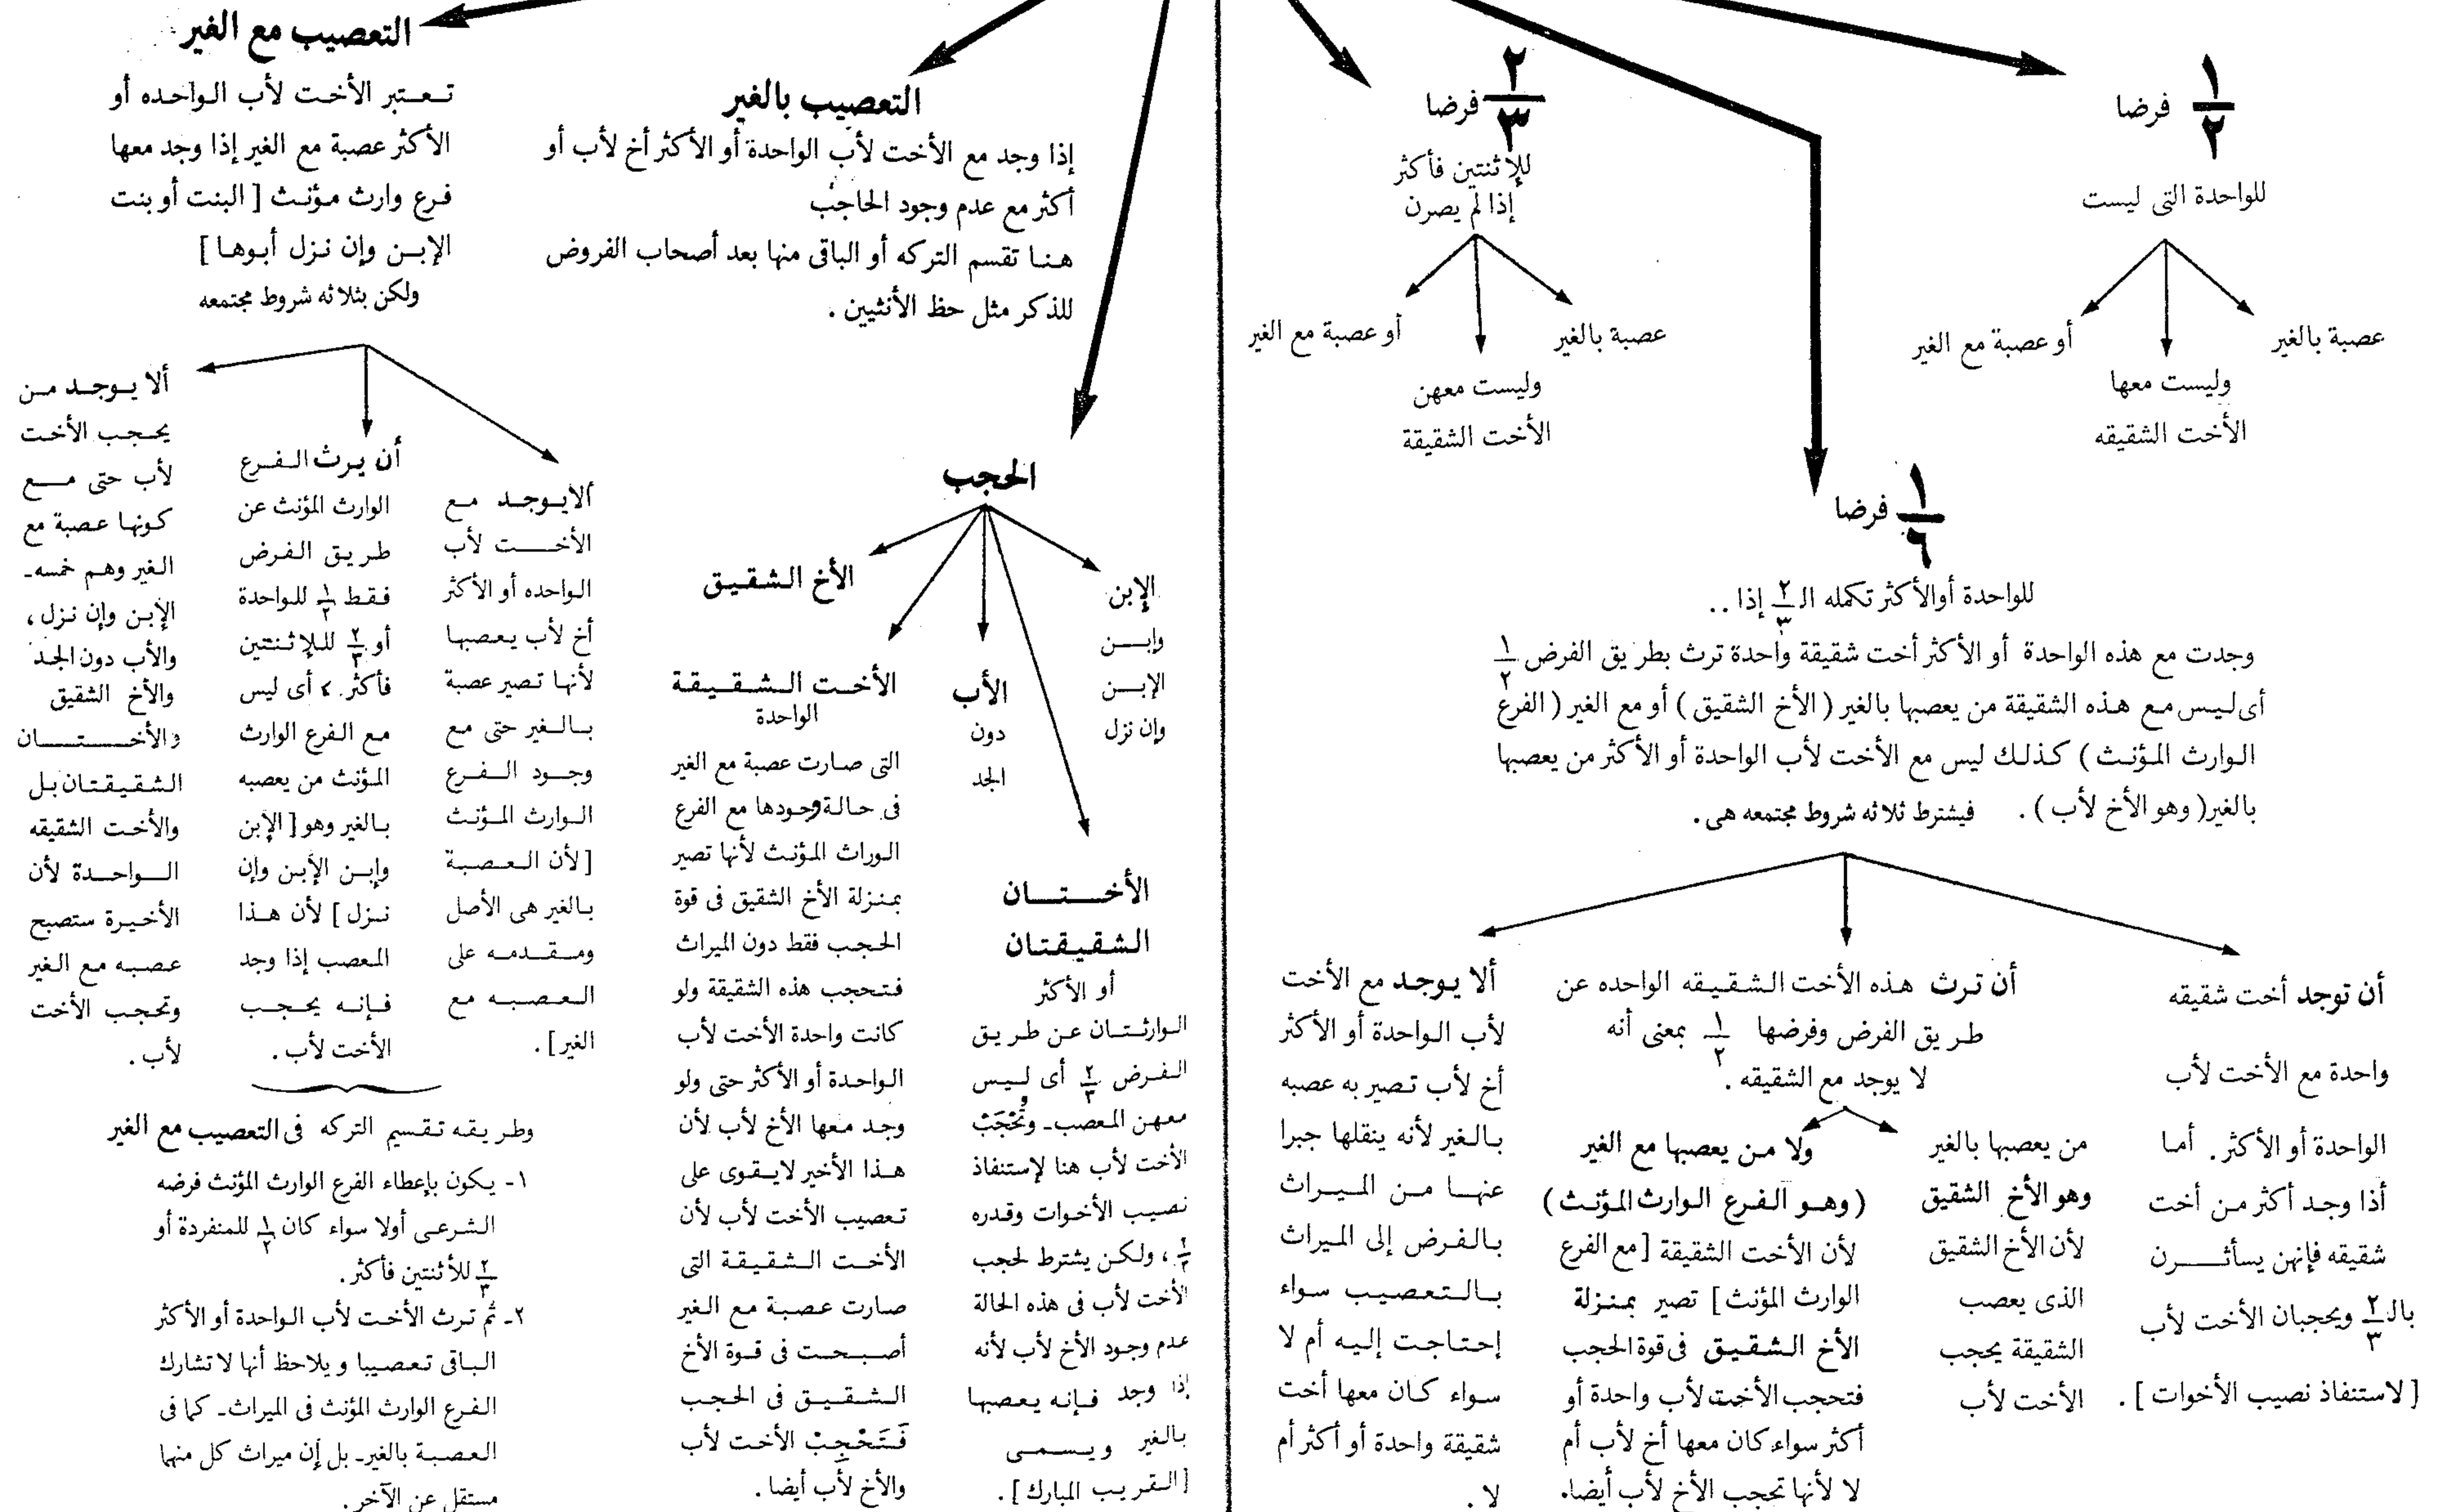 ١/٢ فرضا
للواحدة التى ليست
عصبة بالغير
وليست معها
الأخت الشقيقه
أو عصبة مع الغير
٢/٣ فرضا
للإثنتين فأكثر
إذا لم يصرن
عصبة بالغير
وليست معهن
الأخت الشقيقة
أو عصبة مع الغير
١/٦ فرضا
للواحدة أوالأكثر تكمله الـ ٢/٣ إذا ..
وجدت مع هذه الواحدة أو الأكثر أخت شقيقة واحدة ترث بطريق الفرض ١/٢
أى ليس مع هذه الشقيقة من يعصبها بالغير ( الأخ الشقيق ) أو مع الغير ( الفرع
الوارث المؤنث ) كذلك ليس مع الأخت لأب الواحدة أو الأكثر من يعصبها
بالغير ( وهو الأخ لأب ) . فيشترط ثلاثه شروط مجتمعه هى .
أن توجد أخت شقيقه
واحدة مع الأخت لأب
الواحدة أو الأكثر . أما
أذا وجد أكثر من أخت
شقيقه فإنهن يسأثرن
بالـ ٢/٣ ويحجبان الأخت لأب
[ لاستنفاذ نصيب الأخوات ] .
أن ترث هذه الأخت الشقيقه الواحده عن
طريق الفرض وفرضها ١/٢ بمعنى أنه
لا يوجد مع الشقيقه .
من يعصبها بالغير
وهو الأخ الشقيق
لأن الأخ الشقيق
الذى يعصب
الشقيقة يحجب
الأخت لأب
ولا من يعصبها مع الغير
( وهو الفرع الوارث المؤنث )
لأن الأخت الشقيقة [ مع الفرع
الوارث المؤنث ] تصير بمنزلة
الأخ الشقيق فى قوة الحجب
فتحجب الأخت لأب واحدة أو
أكثر سواء كان معها أخ لأب أم
لا لأنها تحجب الأخ لأب أيضا.
ألا يوجد مع الأخت
لأب الواحدة أو الأكثر
أخ لأب تصير به عصبه
بالغير لأنه ينقلها جبرا
عنها من الميراث
بالفرض إلى الميراث
بالتعصيب سواء
إحتاجت إليه أم لا
سواء كان معها أخت
شقيقة واحدة أو أكثر أم
لا .
الحجب
الإبن
وإبن
الإبن
وإن نزل
الأختان
الشقيقتان
أو الأكثر
الوارثتان عن طريق
الفرض ٢/٣ أى ليس
معهن المعصب ـ وتُحْجَبْ
الأخت لأب هنا لإستنفاذ
نصيب الأخوات وقدره
٢/٣ ، ولكن يشترط لحجب
الأخت لأب فى هذه الحالة
عدم وجود الأخ لأب لأنه
إذا وجد فإنه يعصبها
بالغير ويسمى
[ القريب المبارك ] .
الأب
دون
الجد
الأخت الشقيقة
الواحدة
التى صارت عصبة مع الغير
فى حالة وجودها مع الفرع
الوراث المؤنث لأنها تصير
بمنزلة الأخ الشقيق فى قوة
الحجب فقط دون الميراث
فتحجب هذه الشقيقة ولو
كانت واحدة الأخت لأب
الواحدة أو الأكثر حتى ولو
وجد معها الأخ لأب لأن
هذا الأخير لايقوى على
تعصيب الأخت لأب لأن
الأخت الشقيقة التى
صارت عصبة مع الغير
أصبحت فى قوة الأخ
الشقيق فى الحجب
فَتَحْجِبْ الأخت لأب
والأخ لأب أيضا .
الأخ الشقيق
التعصيب بالغير
إذا وجد مع الأخت لأب الواحدة أو الأكثر أخ لأب أو
أكثر مع عدم وجود الحاجب
هنا تقسم التركه أو الباقى منها بعد أصحاب الفروض
للذكر مثل حظ الأنثيين .
التعصيب مع الغير
تعتبر الأخت لأب الواحده أو
الأكثر عصبة مع الغير إذا وجد معها
فرع وارث مؤنث [ البنت أو بنت
الإبن وإن نزل أبوها ]
ولكن بثلاثه شروط مجتمعه
ألايوجد مع
الأخت لأب
الواحده أو الأكثر
أخ لأب يعصبها
لأنها تصير عصبة
بالغير حتى مع
وجود الفرع
الوارث المؤنث
[ لأن العصبة
بالغير هى الأصل
ومقدمه على
العصبه مع
الغير ] .
أن يرث الفرع
الوارث المؤنث عن
طريق الفرض
فقط ١/٢ للواحدة
أو ٢/٣ للإثنتين
فأكثر. أى ليس
مع الفرع الوارث
المؤنث من يعصبه
بالغير وهو [ الإبن
وإبن الإبن وإن
نزل ] لأن هذا
المعصب إذا وجد
فإنه يحجب
الأخت لأب .
ألا يوجد من
يحجب الأخت
لأب حتى مع
كونها عصبة مع
الغير وهم خمسه ـ
الإبن وإن نزل ،
والأب دون الجد
والأخ الشقيق
والأختان
الشقيقتان بل
والأخت الشقيقه
الواحدة لأن
الأخيرة ستصبح
عصبه مع الغير
وتحجب الأخت
لأب .
وطريقه تقسيم التركه فى التعصيب مع الغير
١- يكون بإعطاء الفرع الوارث المؤنث فرضه
الشرعى أولا سواء كان ١/٢ للمنفردة أو
٢/٣ للأثنتين فأكثر .
٢- ثم ترث الأخت لأب الواحدة أو الأكثر
الباقى تعصيبا ويلاحظ أنها لا تشارك
الفرع الوارث المؤنث فى الميراث ـ كما فى
العصبة بالغير ـ بل إن ميراث كل منهما
مستقل عن الآخر .